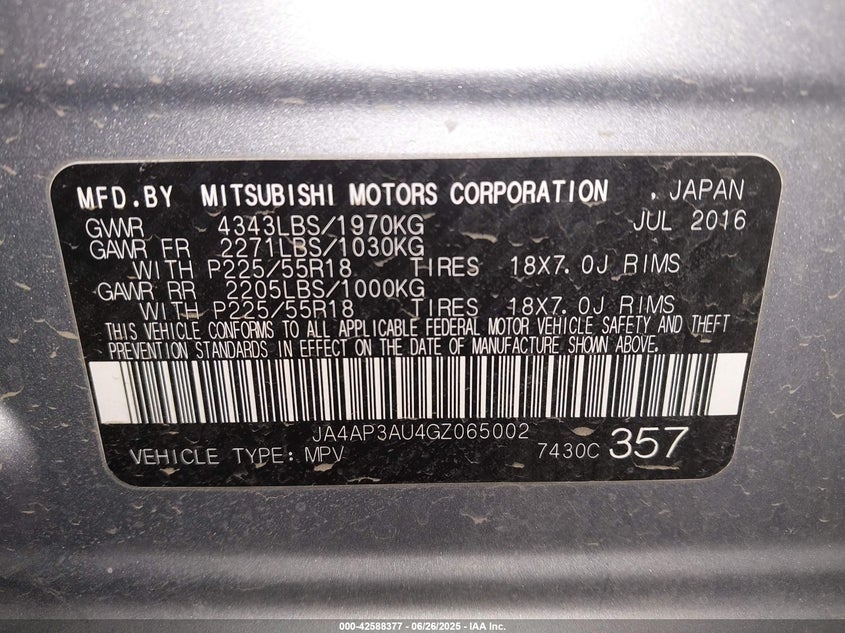 MFD.BY MITSUBISHI MOTORS CORPORATION , JAPAN
GVWR 4343LBS/1970KG JUL 2016
GAWR FR 2271LBS/1030KG
WITH P225/55R18 TIRES 18X7.0J RIMS
GAWR RR 2205LBS/1000KG
WITH P225/55R18 TIRES 18X7.0J RIMS
THIS VEHICLE CONFORMS TO ALL APPLICABLE FEDERAL MOTOR VEHICLE SAFETY AND THEFT
PREVENTION STANDARDS IN EFFECT ON THE DATE OF MANUFACTURE SHOWN ABOVE.
JA4AP3AU4GZ065002
VEHICLE TYPE: MPV 7430C 357
000-42588377 - 06/26/2025 - IAA Inc.